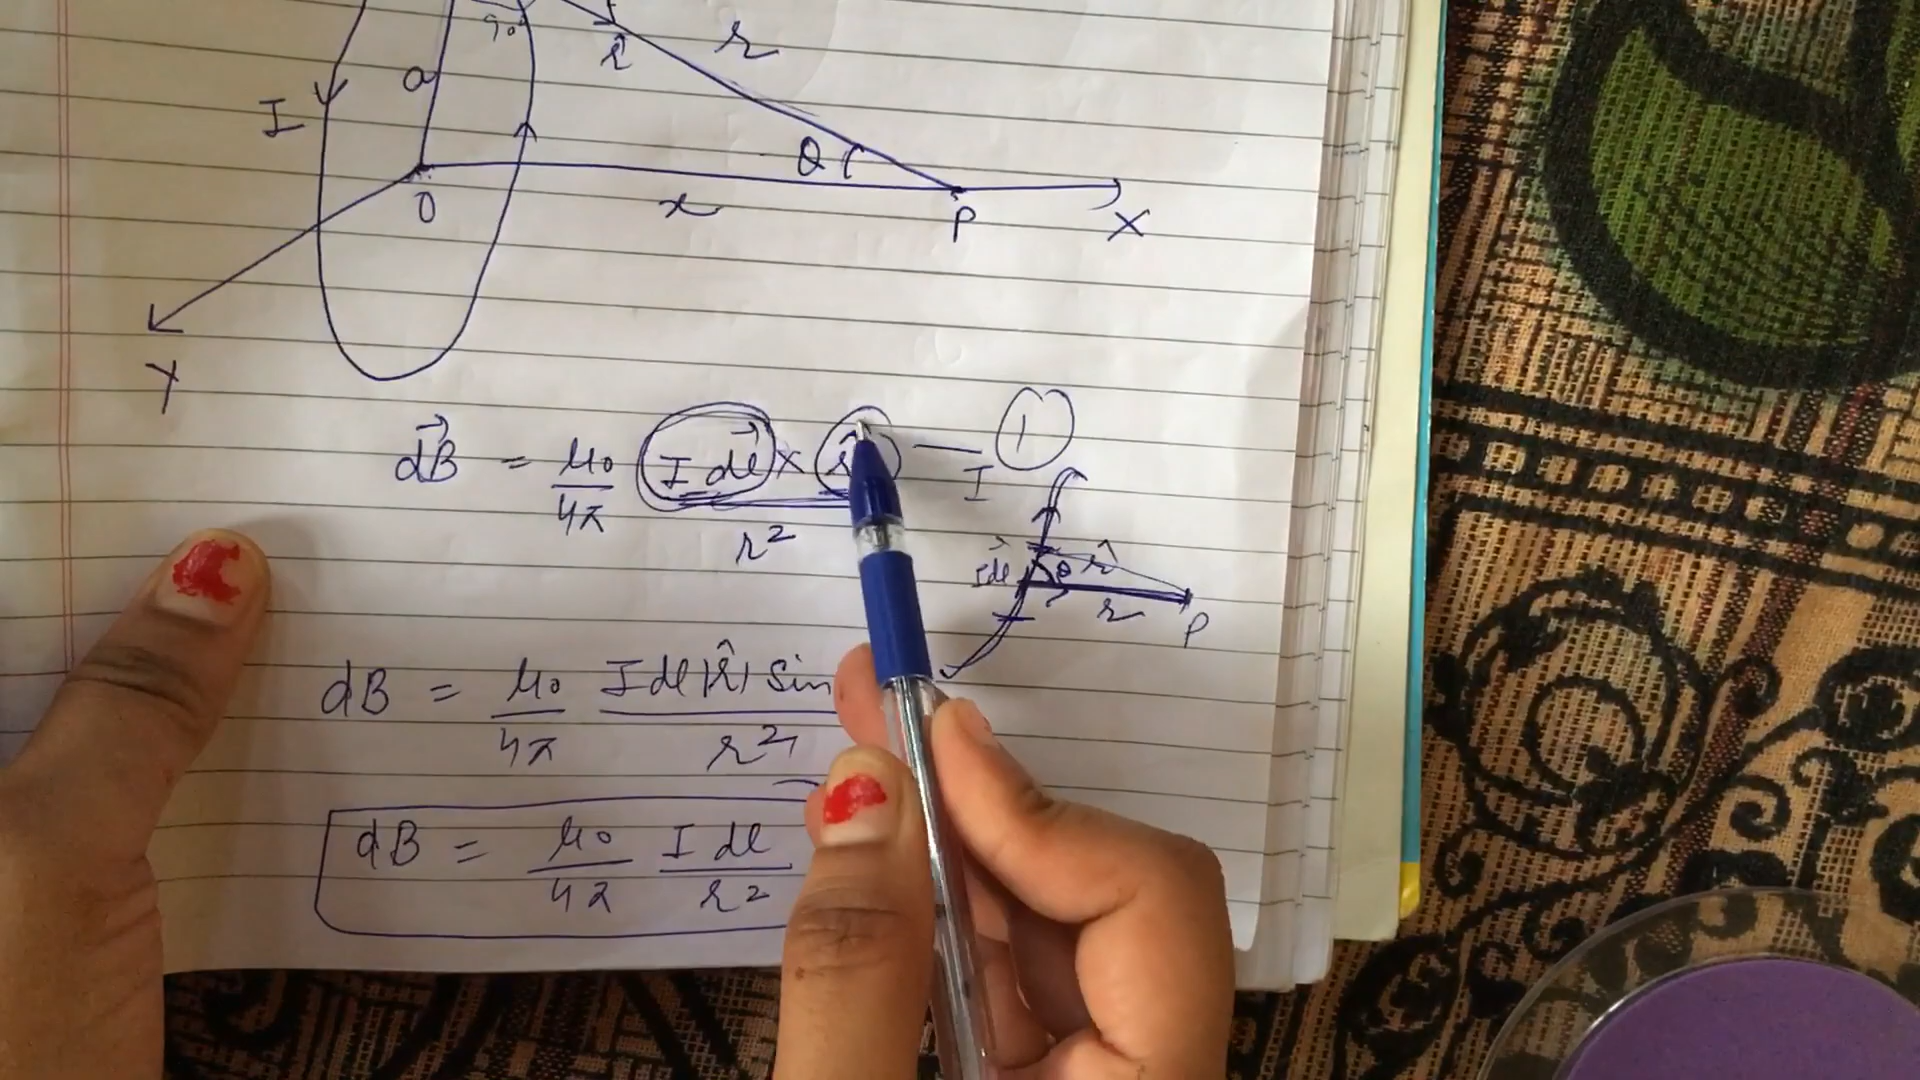 90
r̂
r
a
I
θ
x
O
P
X
Y
dB⃗ = μ₀/4π I dl⃗ × r̂ / r² — 1
I
Idl⃗ θ r̂
r
P
dB = μ₀/4π I dl |r̂| sin / r²
dB = μ₀/4π I dl / r²